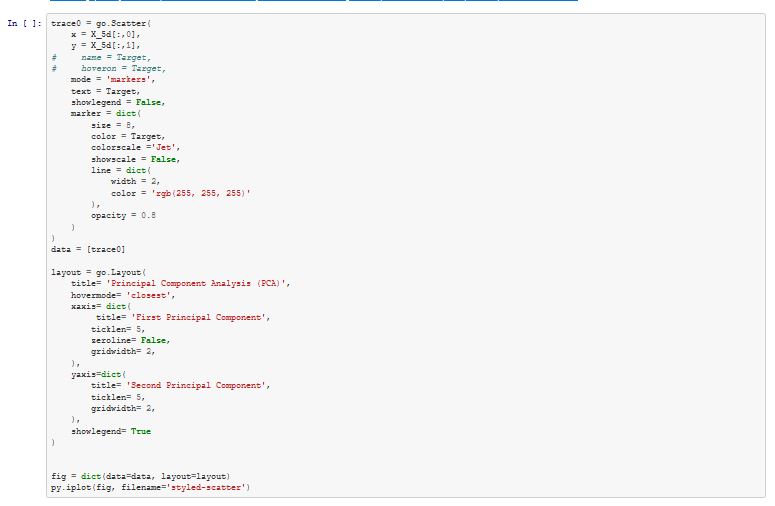 In [ ]: trace0 = go.Scatter(
x = X_5d[:,0],
y = X_5d[:,1],
# name = Target,
# hoveron = Target,
mode = 'markers',
text = Target,
showlegend = False,
marker = dict(
size = 8,
color = Target,
colorscale ='Jet',
showscale = False,
line = dict(
width = 2,
color = 'rgb(255, 255, 255)'
),
opacity = 0.8
)
)
data = [trace0]
layout = go.Layout(
title= 'Principal Component Analysis (PCA)',
hovermode= 'closest',
xaxis= dict(
title= 'First Principal Component',
ticklen= 5,
zeroline= False,
gridwidth= 2,
),
yaxis=dict(
title= 'Second Principal Component',
ticklen= 5,
gridwidth= 2,
),
showlegend= True
)
fig = dict(data=data, layout=layout)
py.iplot(fig, filename='styled-scatter')